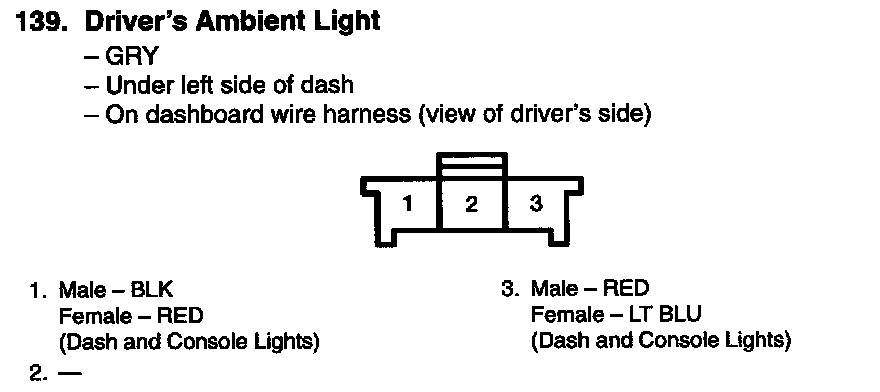 139. Driver's Ambient Light
– GRY
– Under left side of dash
– On dashboard wire harness (view of driver's side)
1 2 3
1. Male – BLK
Female – RED
(Dash and Console Lights)
2. —
3. Male – RED
Female – LT BLU
(Dash and Console Lights)